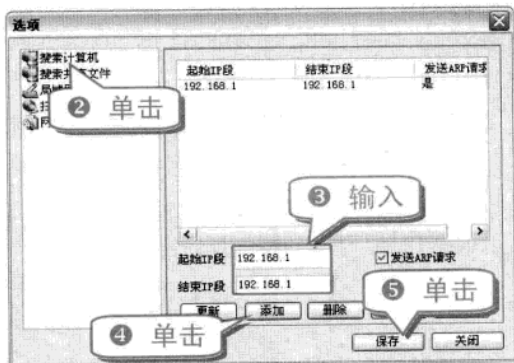 选项
搜索计算机
搜索共享文件
❷ 单击
起始IP段 结束IP段 发送ARP请求
192.168.1 192.168.1 是
❸ 输入
起始IP段 192.168.1
发送ARP请求
结束IP段 192.168.1
❺ 单击
更新 添加 删除
❹ 单击
保存 关闭